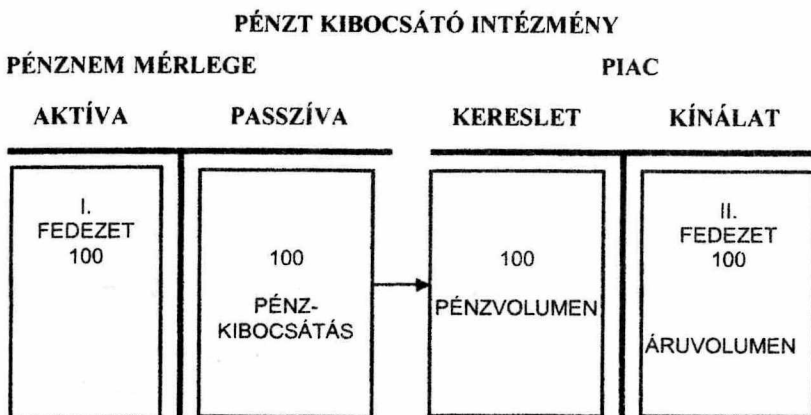 PÉNZT KIBOCSÁTÓ INTÉZMÉNY
PÉNZNEM MÉRLEGE
PIAC
AKTÍVA
PASSZÍVA
KERESLET
KÍNÁLAT
I.
FEDEZET
100
100
PÉNZ-
KIBOCSÁTÁS
100
PÉNZVOLUMEN
II.
FEDEZET
100
ÁRUVOLUMEN